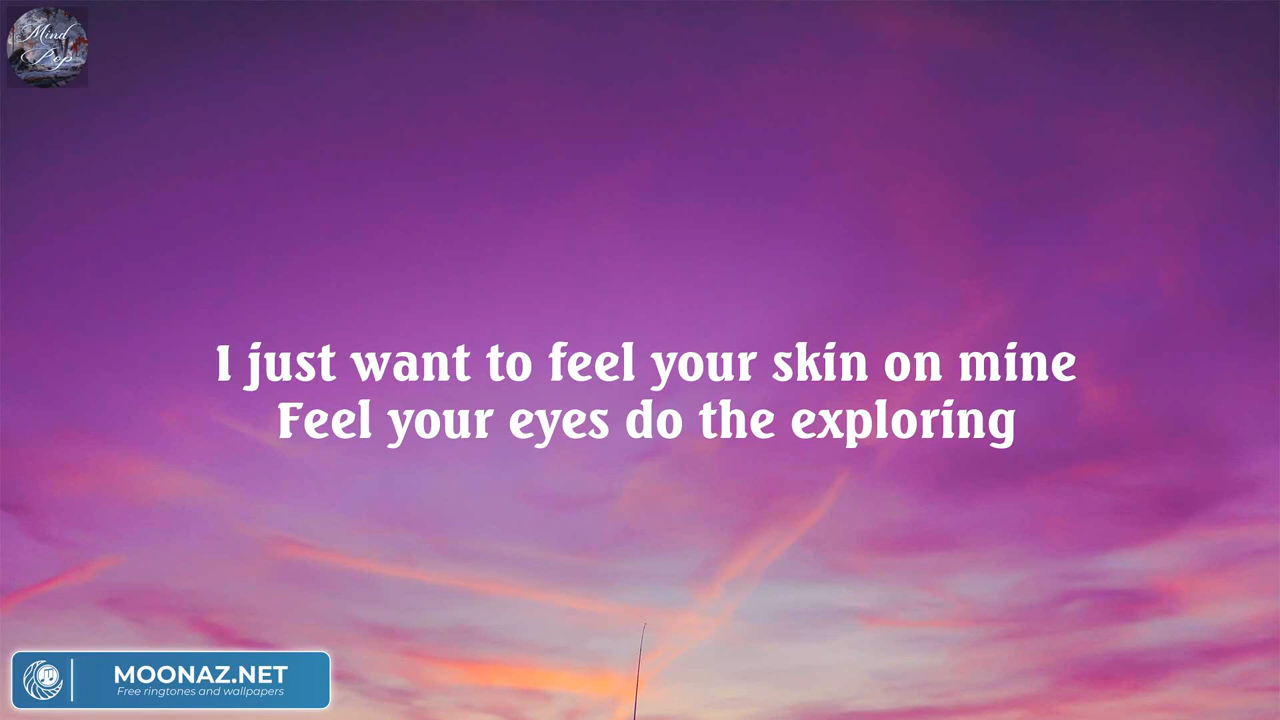 Mind
Pop
I just want to feel your skin on mine
Feel your eyes do the exploring
MOONAZ.NET
Free ringtones and wallpapers